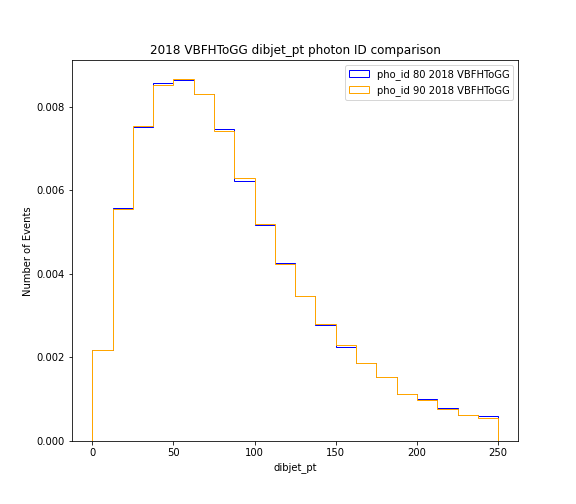 2018 VBFHToGG dibjet_pt photon ID comparison
pho_id 80 2018 VBFHToGG
pho_id 90 2018 VBFHToGG
Number of Events
0.008
0.006
0.004
0.002
0.000
0
50
100
150
200
250
dibjet_pt